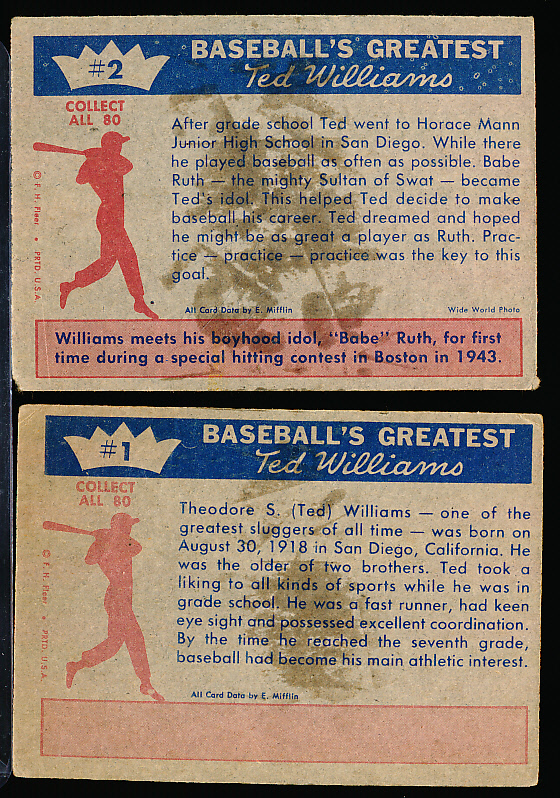 #2
BASEBALL'S GREATEST
Ted Williams
COLLECT
ALL 80
© F. H. Fleer • PRTD. U.S.A.
After grade school Ted went to Horace Mann
Junior High School in San Diego. While there
he played baseball as often as possible. Babe
Ruth — the mighty Sultan of Swat — became
Ted's idol. This helped Ted decide to make
baseball his career. Ted dreamed and hoped
he might be as great a player as Ruth. Prac-
tice — practice — practice was the key to this
goal.
All Card Data by E. Mifflin
Wide World Photo
Williams meets his boyhood idol, "Babe" Ruth, for first
time during a special hitting contest in Boston in 1943.
#1
BASEBALL'S GREATEST
Ted Williams
COLLECT
ALL 80
© F. H. Fleer • PRTD. U.S.A.
Theodore S. (Ted) Williams — one of the
greatest sluggers of all time — was born on
August 30, 1918 in San Diego, California. He
was the older of two brothers. Ted took a
liking to all kinds of sports while he was in
grade school. He was a fast runner, had keen
eye sight and possessed excellent coordination.
By the time he reached the seventh grade,
baseball had become his main athletic interest.
All Card Data by E. Mifflin